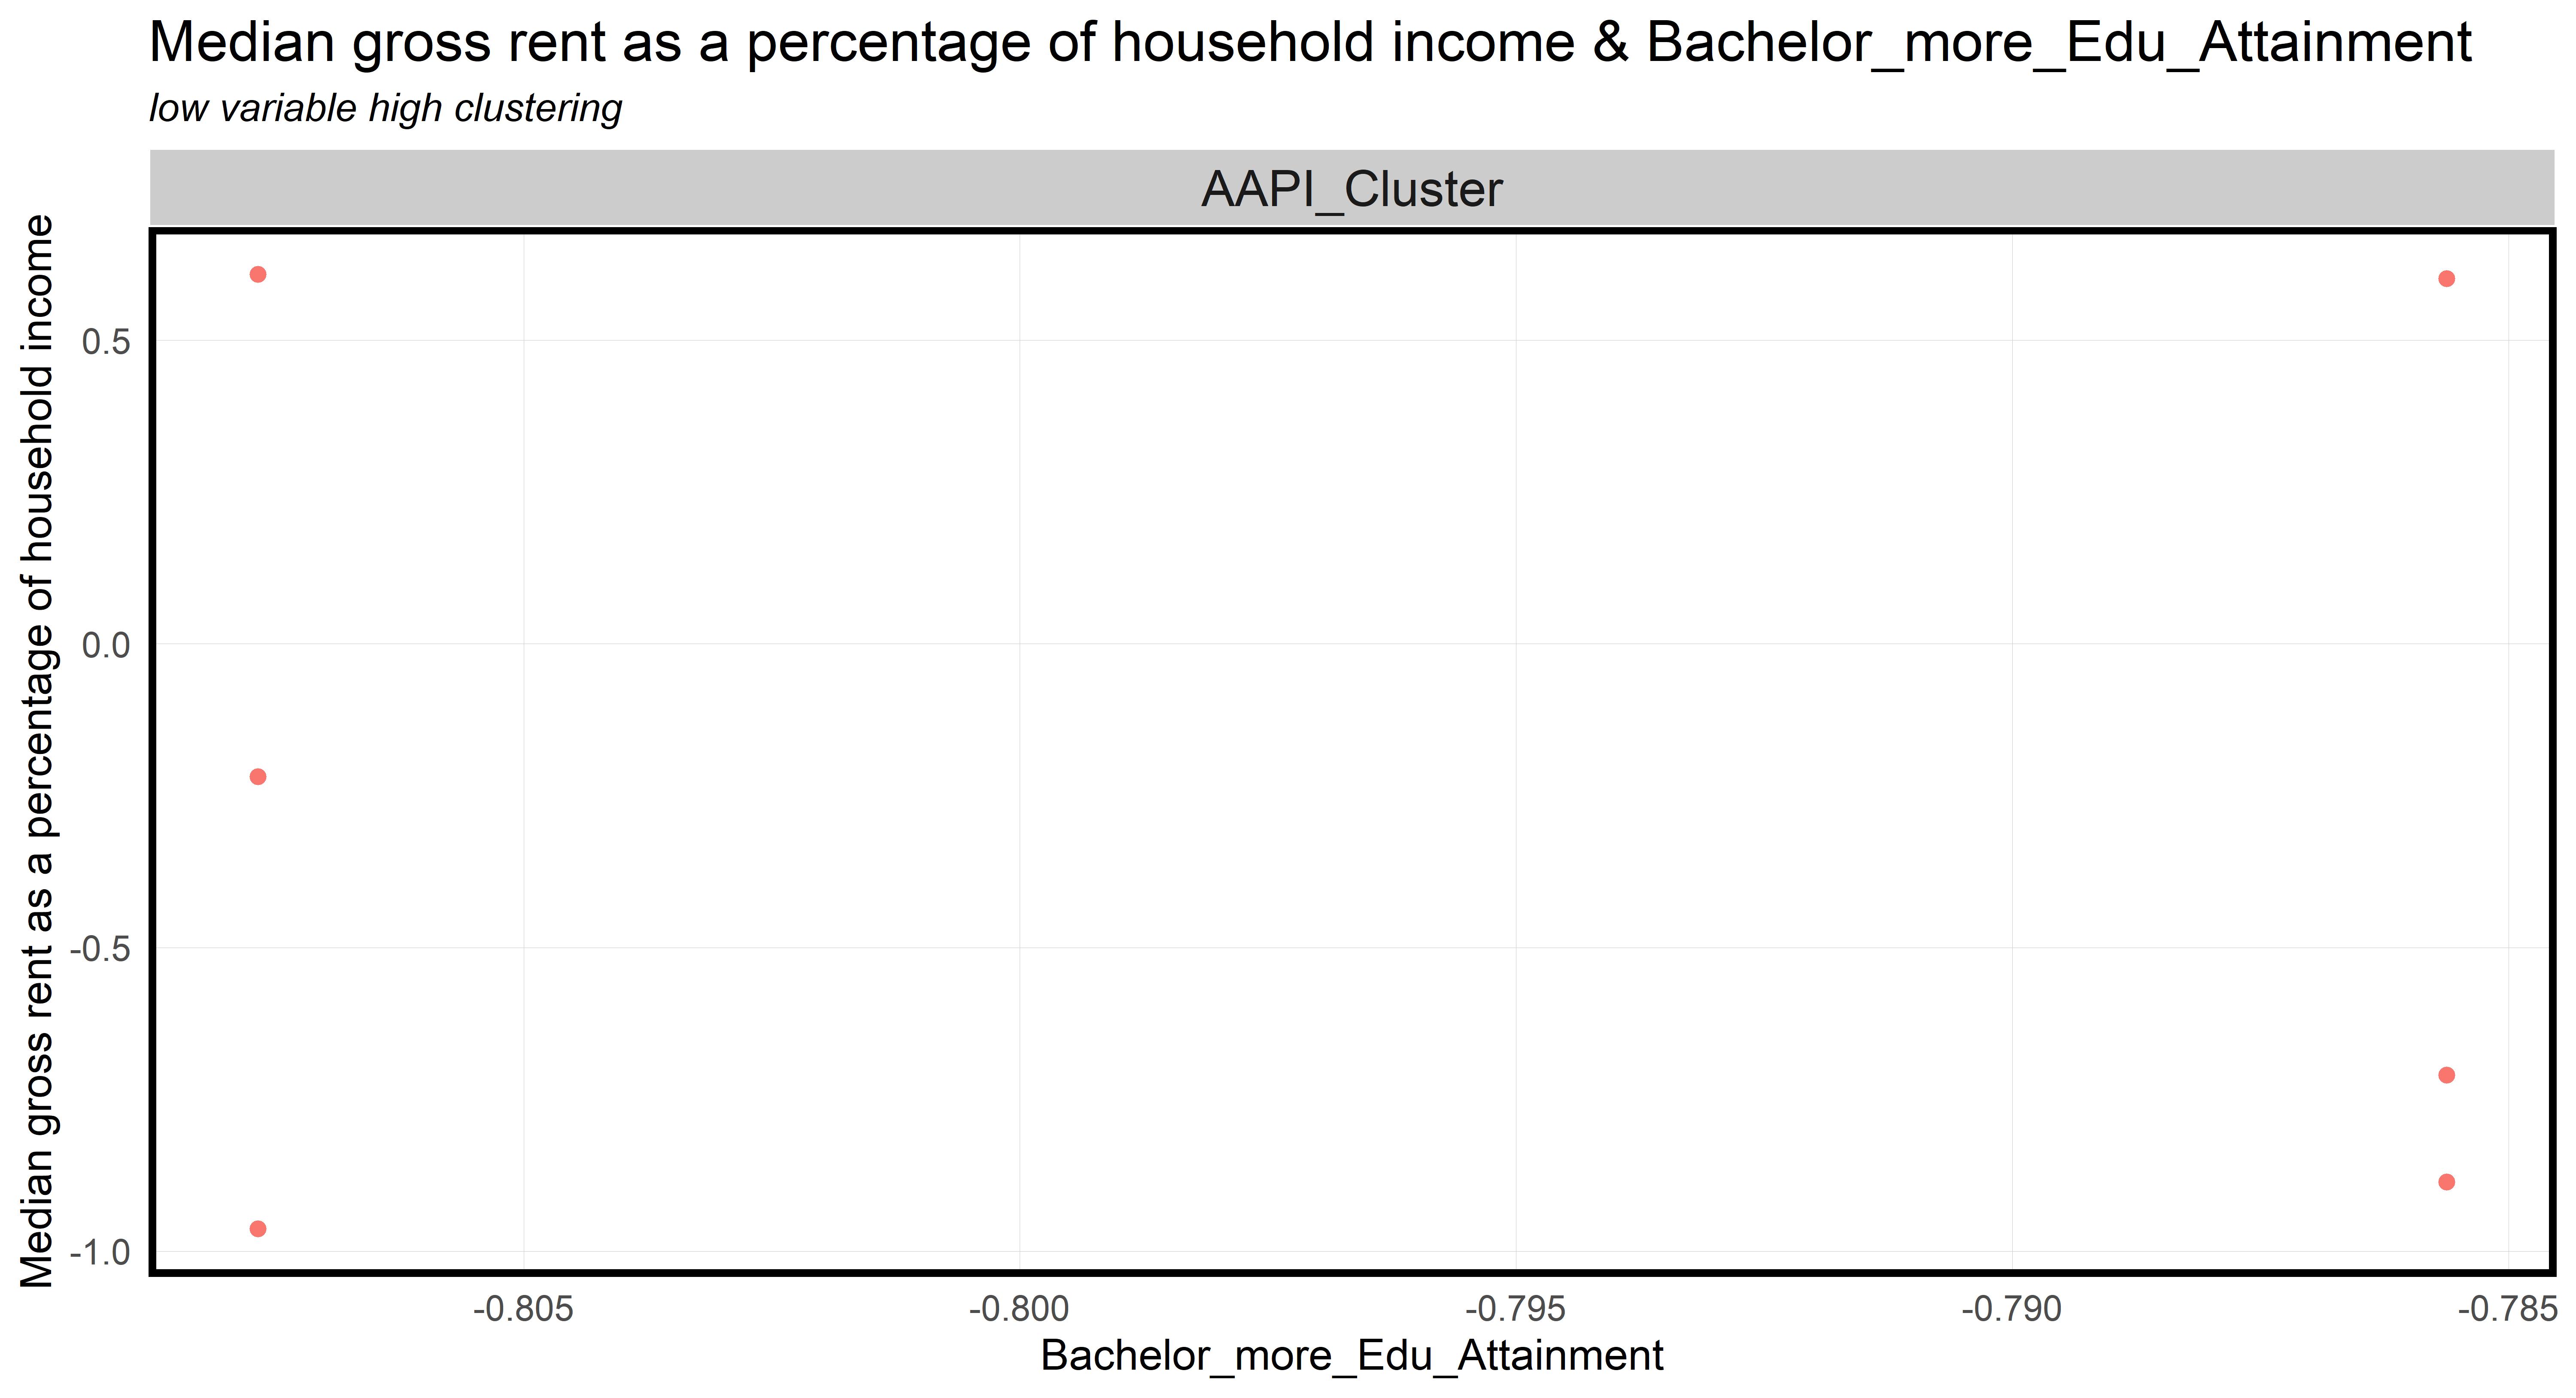 Median gross rent as a percentage of household income & Bachelor_more_Edu_Attainment
low variable high clustering
AAPI_Cluster
Median gross rent as a percentage of household income
0.5
0.0
-0.5
-1.0
-0.805
-0.800
-0.795
-0.790
-0.785
Bachelor_more_Edu_Attainment